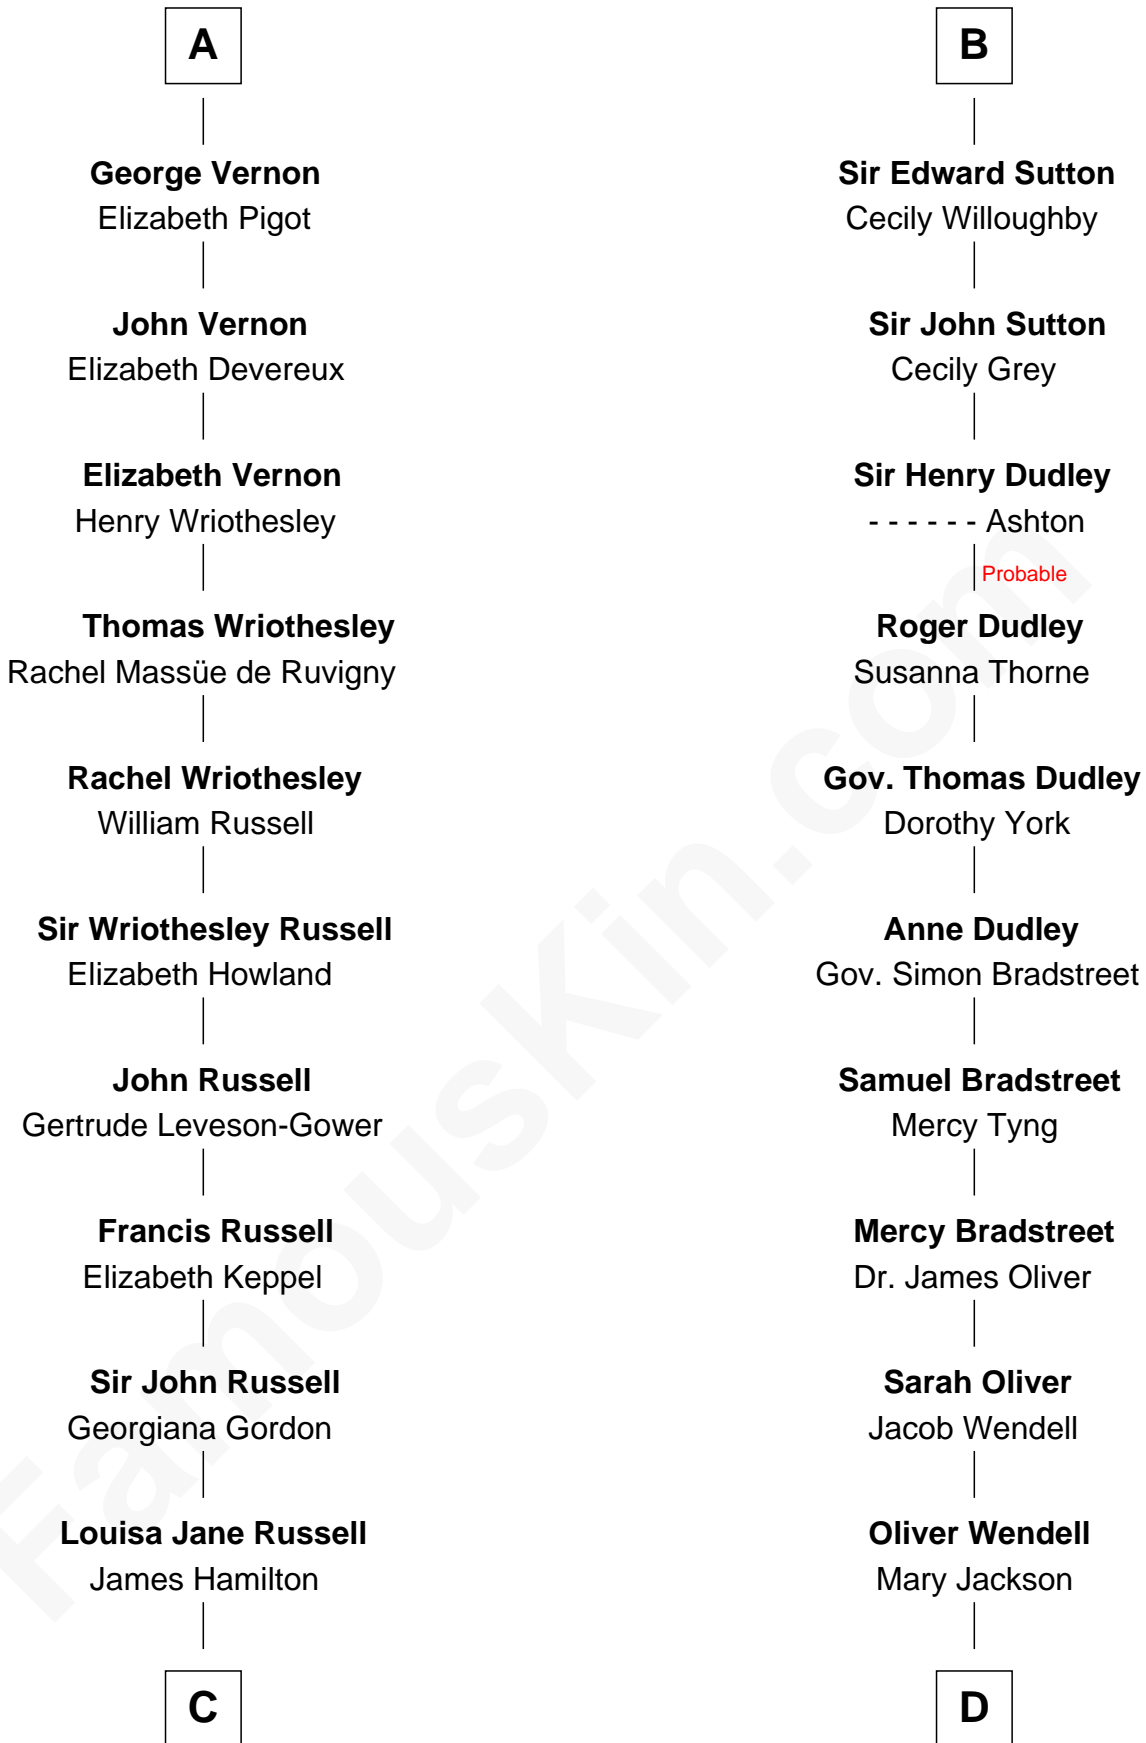 A
George Vernon
Elizabeth Pigot
John Vernon
Elizabeth Devereux
Elizabeth Vernon
Henry Wriothesley
Thomas Wriothesley
Rachel Massüe de Ruvigny
Rachel Wriothesley
William Russell
Sir Wriothesley Russell
Elizabeth Howland
John Russell
Gertrude Leveson-Gower
Francis Russell
Elizabeth Keppel
Sir John Russell
Georgiana Gordon
Louisa Jane Russell
James Hamilton
C
B
Sir Edward Sutton
Cecily Willoughby
Sir John Sutton
Cecily Grey
Sir Henry Dudley
- - - - - - Ashton
Probable
Roger Dudley
Susanna Thorne
Gov. Thomas Dudley
Dorothy York
Anne Dudley
Gov. Simon Bradstreet
Samuel Bradstreet
Mercy Tyng
Mercy Bradstreet
Dr. James Oliver
Sarah Oliver
Jacob Wendell
Oliver Wendell
Mary Jackson
D
FamousKin.com